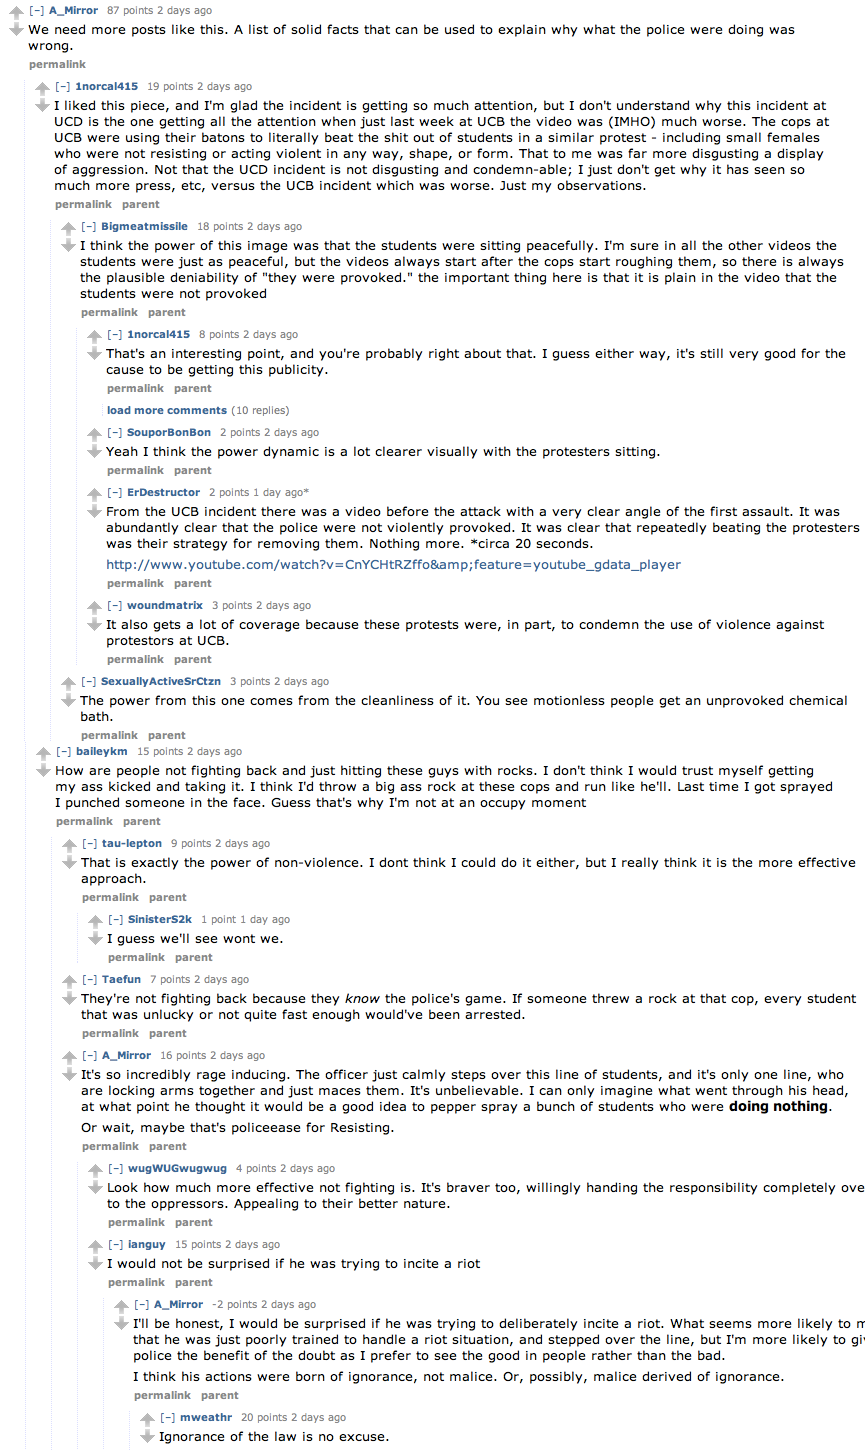 [–] A_Mirror 87 points 2 days ago
We need more posts like this. A list of solid facts that can be used to explain why what the police were doing was
wrong.
permalink
[–] 1norcal415 19 points 2 days ago
I liked this piece, and I'm glad the incident is getting so much attention, but I don't understand why this incident at
UCD is the one getting all the attention when just last week at UCB the video was (IMHO) much worse. The cops at
UCB were using their batons to literally beat the shit out of students in a similar protest - including small females
who were not resisting or acting violent in any way, shape, or form. That to me was far more disgusting a display
of aggression. Not that the UCD incident is not disgusting and condemn-able; I just don't get why it has seen so
much more press, etc, versus the UCB incident which was worse. Just my observations.
permalink parent
[–] Bigmeatmissile 18 points 2 days ago
I think the power of this image was that the students were sitting peacefully. I'm sure in all the other videos the
students were just as peaceful, but the videos always start after the cops start roughing them, so there is always
the plausible deniability of "they were provoked." the important thing here is that it is plain in the video that the
students were not provoked
permalink parent
[–] 1norcal415 8 points 2 days ago
That's an interesting point, and you're probably right about that. I guess either way, it's still very good for the
cause to be getting this publicity.
permalink parent
load more comments (10 replies)
[–] SouporBonBon 2 points 2 days ago
Yeah I think the power dynamic is a lot clearer visually with the protesters sitting.
permalink parent
[–] ErDestructor 2 points 1 day ago*
From the UCB incident there was a video before the attack with a very clear angle of the first assault. It was
abundantly clear that the police were not violently provoked. It was clear that repeatedly beating the protesters
was their strategy for removing them. Nothing more. *circa 20 seconds.
http://www.youtube.com/watch?v=CnYCHtRZffo&amp;feature=youtube_gdata_player
permalink parent
[–] woundmatrix 3 points 2 days ago
It also gets a lot of coverage because these protests were, in part, to condemn the use of violence against
protestors at UCB.
permalink parent
[–] SexuallyActiveSrCtzn 3 points 2 days ago
The power from this one comes from the cleanliness of it. You see motionless people get an unprovoked chemical
bath.
permalink parent
[–] baileykm 15 points 2 days ago
How are people not fighting back and just hitting these guys with rocks. I don't think I would trust myself getting
my ass kicked and taking it. I think I'd throw a big ass rock at these cops and run like he'll. Last time I got sprayed
I punched someone in the face. Guess that's why I'm not at an occupy moment
permalink parent
[–] tau-lepton 9 points 2 days ago
That is exactly the power of non-violence. I dont think I could do it either, but I really think it is the more effective
approach.
permalink parent
[–] SinisterS2k 1 point 1 day ago
I guess we'll see wont we.
permalink parent
[–] Taefun 7 points 2 days ago
They're not fighting back because they know the police's game. If someone threw a rock at that cop, every student
that was unlucky or not quite fast enough would've been arrested.
permalink parent
[–] A_Mirror 16 points 2 days ago
It's so incredibly rage inducing. The officer just calmly steps over this line of students, and it's only one line, who
are locking arms together and just maces them. It's unbelievable. I can only imagine what went through his head,
at what point he thought it would be a good idea to pepper spray a bunch of students who were doing nothing.
Or wait, maybe that's policeease for Resisting.
permalink parent
[–] wugWUGwugwug 4 points 2 days ago
Look how much more effective not fighting is. It's braver too, willingly handing the responsibility completely ove
to the oppressors. Appealing to their better nature.
permalink parent
[–] ianguy 15 points 2 days ago
I would not be surprised if he was trying to incite a riot
permalink parent
[–] A_Mirror -2 points 2 days ago
I'll be honest, I would be surprised if he was trying to deliberately incite a riot. What seems more likely to m
that he was just poorly trained to handle a riot situation, and stepped over the line, but I'm more likely to gi
police the benefit of the doubt as I prefer to see the good in people rather than the bad.
I think his actions were born of ignorance, not malice. Or, possibly, malice derived of ignorance.
permalink parent
[–] mweathr 20 points 2 days ago
Ignorance of the law is no excuse.